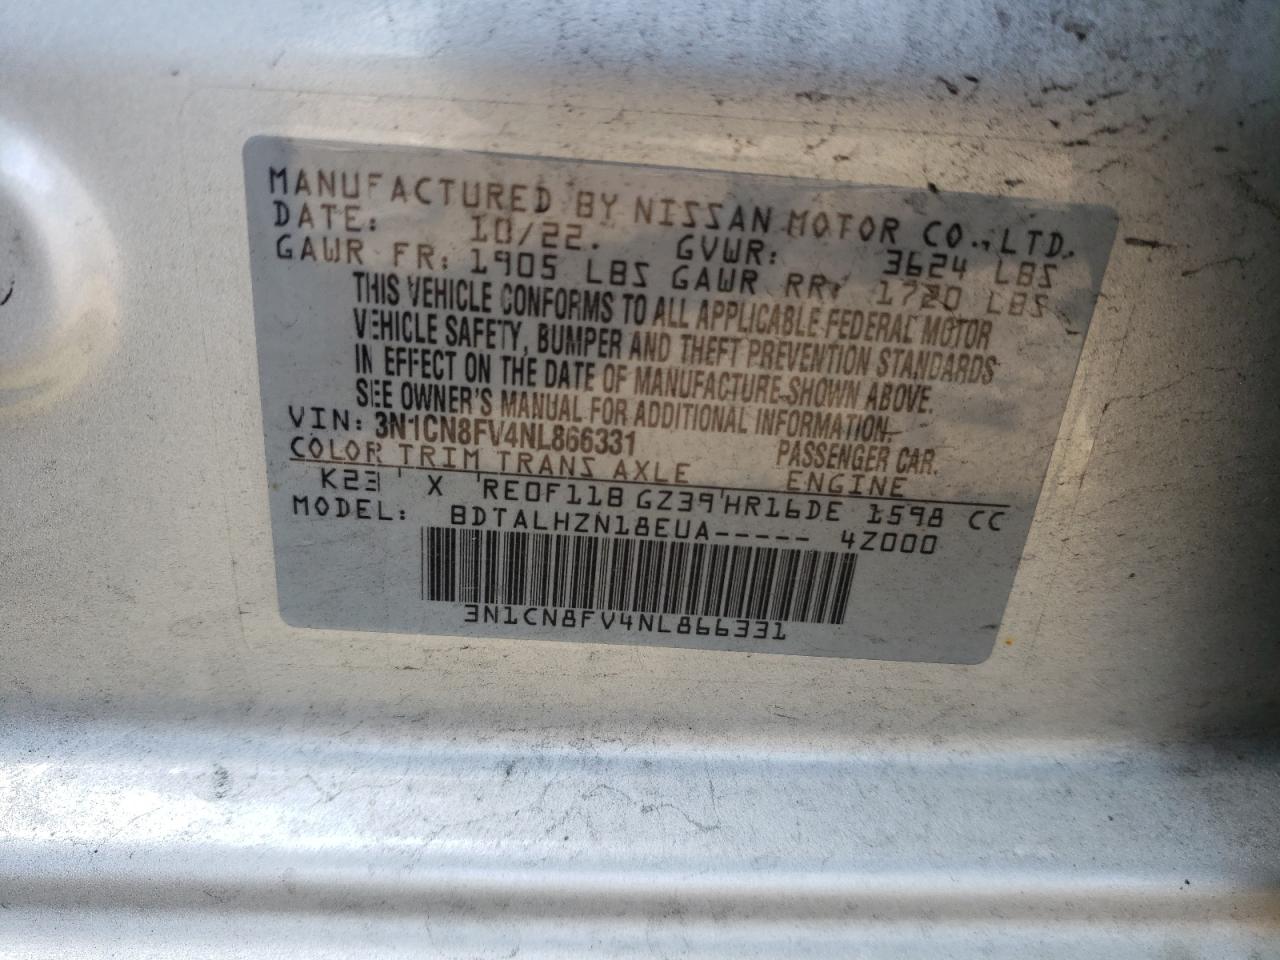 MANUFACTURED BY NISSAN MOTOR CO., LTD.
DATE: 10/22. GVWR: 3624 LBS
GAWR FR: 1905 LBS GAWR RR: 1720 LBS
THIS VEHICLE CONFORMS TO ALL APPLICABLE FEDERAL MOTOR
VEHICLE SAFETY, BUMPER AND THEFT PREVENTION STANDARDS
IN EFFECT ON THE DATE OF MANUFACTURE SHOWN ABOVE.
SEE OWNER'S MANUAL FOR ADDITIONAL INFORMATION.
VIN: 3N1CN8FV4NL866331 PASSENGER CAR.
COLOR TRIM TRANS AXLE ENGINE
K23 X RE0F11B GZ39 HR16DE 1598 CC
MODEL: BDTALHZN18EUA----- 4Z000
3N1CN8FV4NL866331